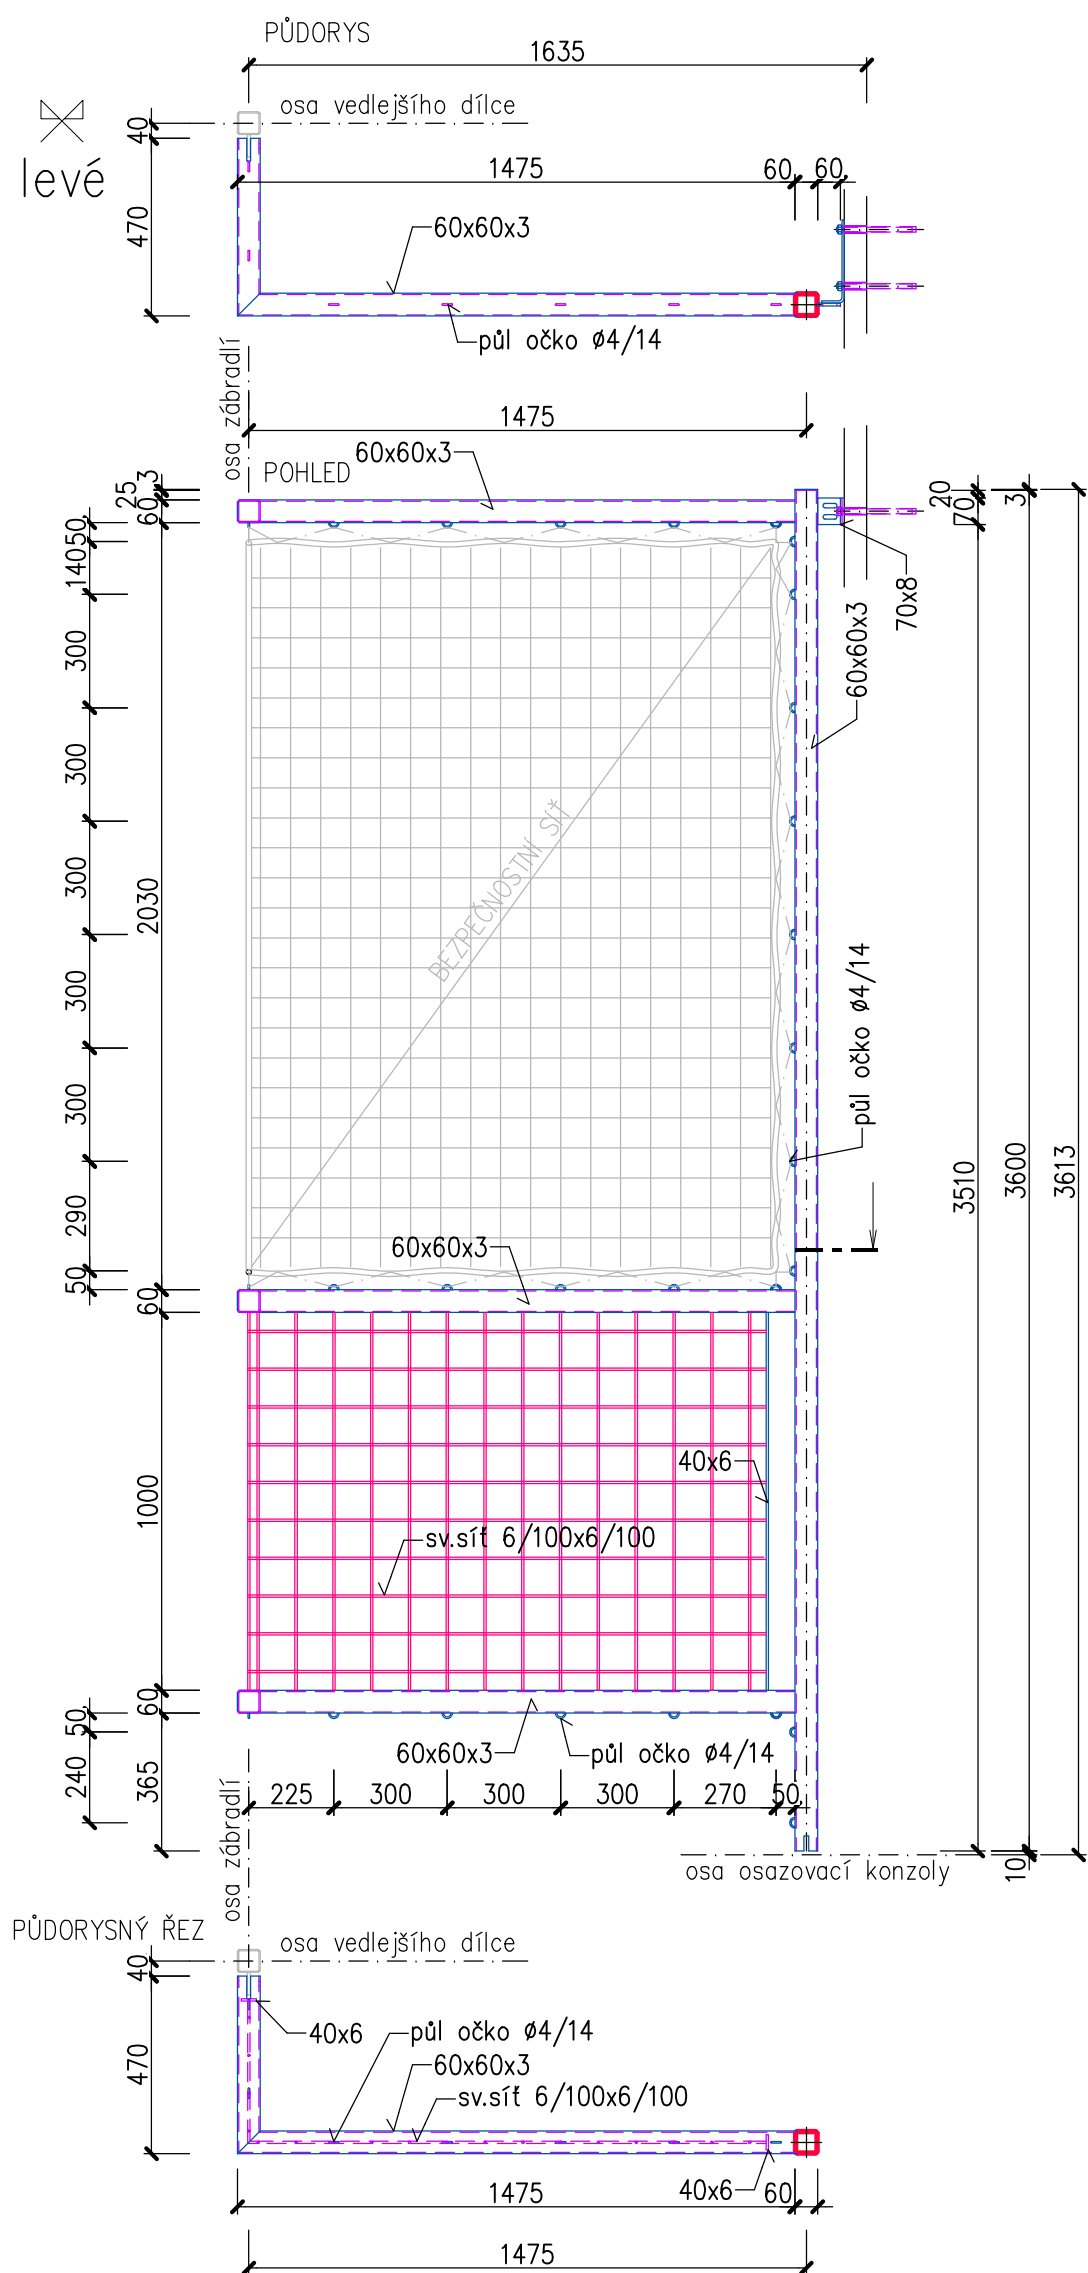 PŮDORYS
1635
osa vedlejšího dílce
40
levé
1475
60
60
470
60x60x3
půl očko Ø4/14
osa zábradlí
1475
60x60x3
POHLED
3
25
60
20
70
3
50
140
70x8
300
60x60x3
300
300
BEZPEČNOSTNÍ SÍŤ
2030
300
půl očko Ø4/14
300
290
3510
3600
3613
50
60x60x3
60
40x6
1000
sv.síť 6/100x6/100
60
50
60x60x3
půl očko Ø4/14
240
365
225
300
300
300
270
50
osa zábradlí
osa osazovací konzoly
10
PŮDORYSNÝ ŘEZ
osa vedlejšího dílce
40
40x6
půl očko Ø4/14
470
60x60x3
sv.síť 6/100x6/100
1475
40x6
60
1475